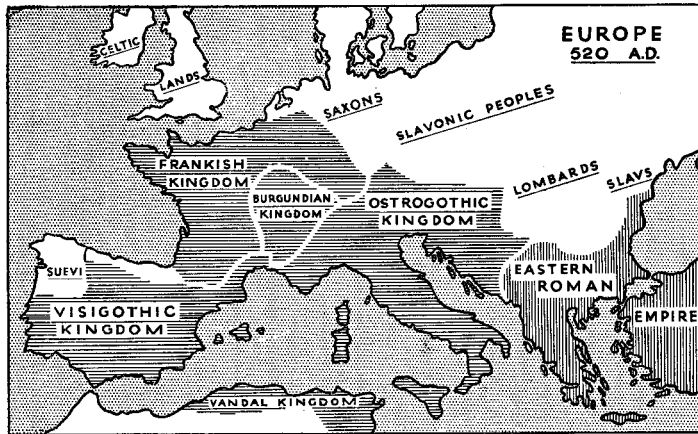 EUROPE
520 A.D.
CELTIC
LANDS
SAXONS
SLAVONIC PEOPLES
FRANKISH
KINGDOM
BURGUNDIAN
KINGDOM
LOMBARDS
SLAVS
OSTROGOTHIC
KINGDOM
SUEVI
EASTERN
ROMAN
EMPIRE
VISIGOTHIC
KINGDOM
VANDAL KINGDOM